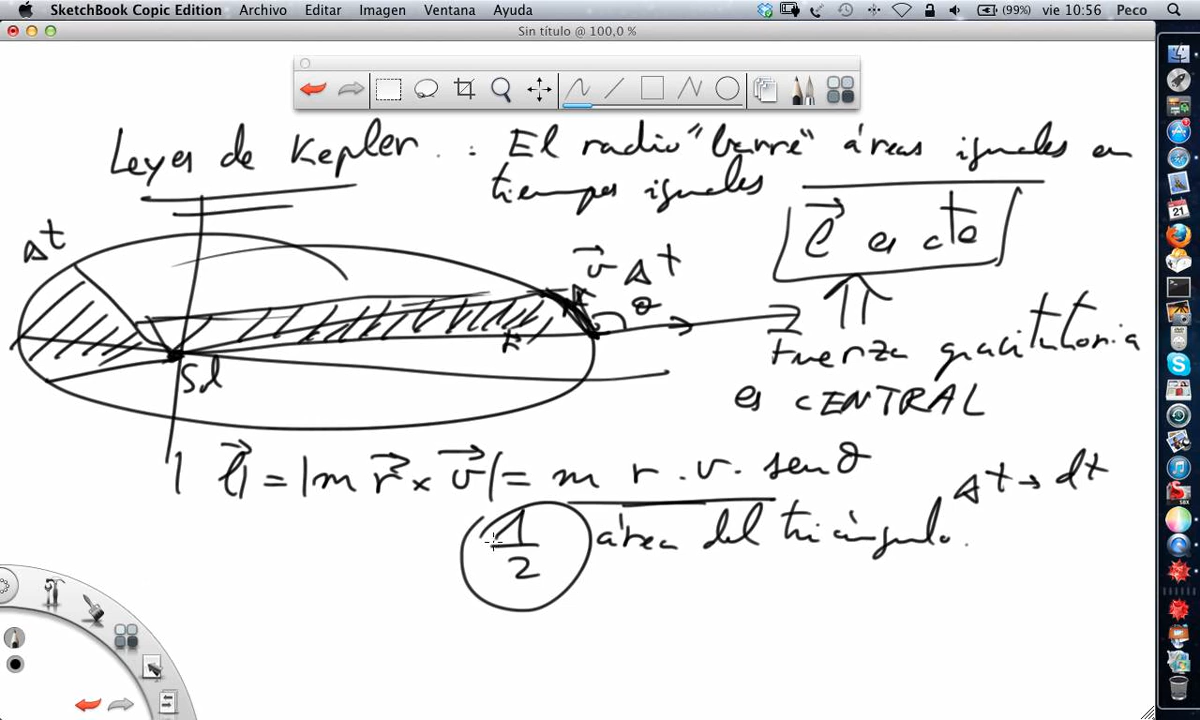 SketchBook Copic Edition Archivo Editar Imagen Ventana Ayuda (99%) vie 10:56 Peco
Sin título @ 100,0 %
Leyes de Kepler . : El radio "barre" áreas iguales en
tiempos iguales
l⃗ es cte
Δt
v⃗ Δt
θ
r
Sol
Fuerza gravitatoria
es CENTRAL
|l⃗| = |m r⃗ x v⃗| = m r . v . sen θ
Δt → dt
1/2 área del triángulo.